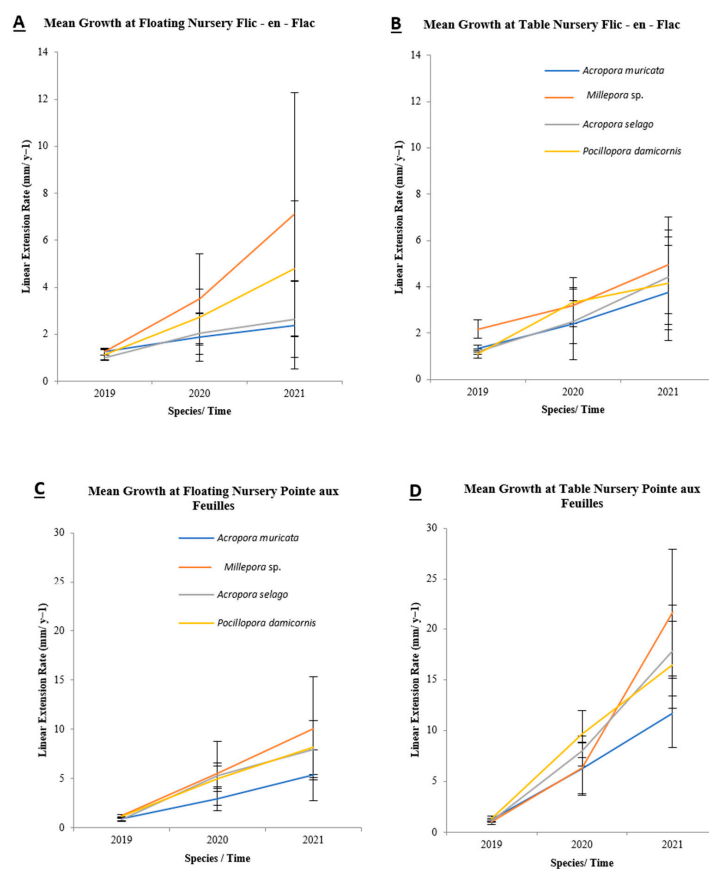 A
Mean Growth at Floating Nursery Flic - en - Flac
Linear Extension Rate (mm/ y–1)
14
12
10
8
6
4
2
0
2019 2020 2021
Species/ Time
B
Mean Growth at Table Nursery Flic - en - Flac
Linear Extension Rate (mm/ y–1)
14
12
10
8
6
4
2
0
Acropora muricata
Millepora sp.
Acropora selago
Pocillopora damicornis
2019 2020 2021
Species/ Time
C
Mean Growth at Floating Nursery Pointe aux
Feuilles
Linear Extension Rate (mm/ y–1)
30
25
20
15
10
5
0
Acropora muricata
Millepora sp.
Acropora selago
Pocillopora damicornis
2019 2020 2021
Species/ Time
D
Mean Growth at Table Nursery Pointe aux
Feuilles
Linear Extension Rate (mm/ y–1)
30
25
20
15
10
5
0
2019 2020 2021
Species/ Time